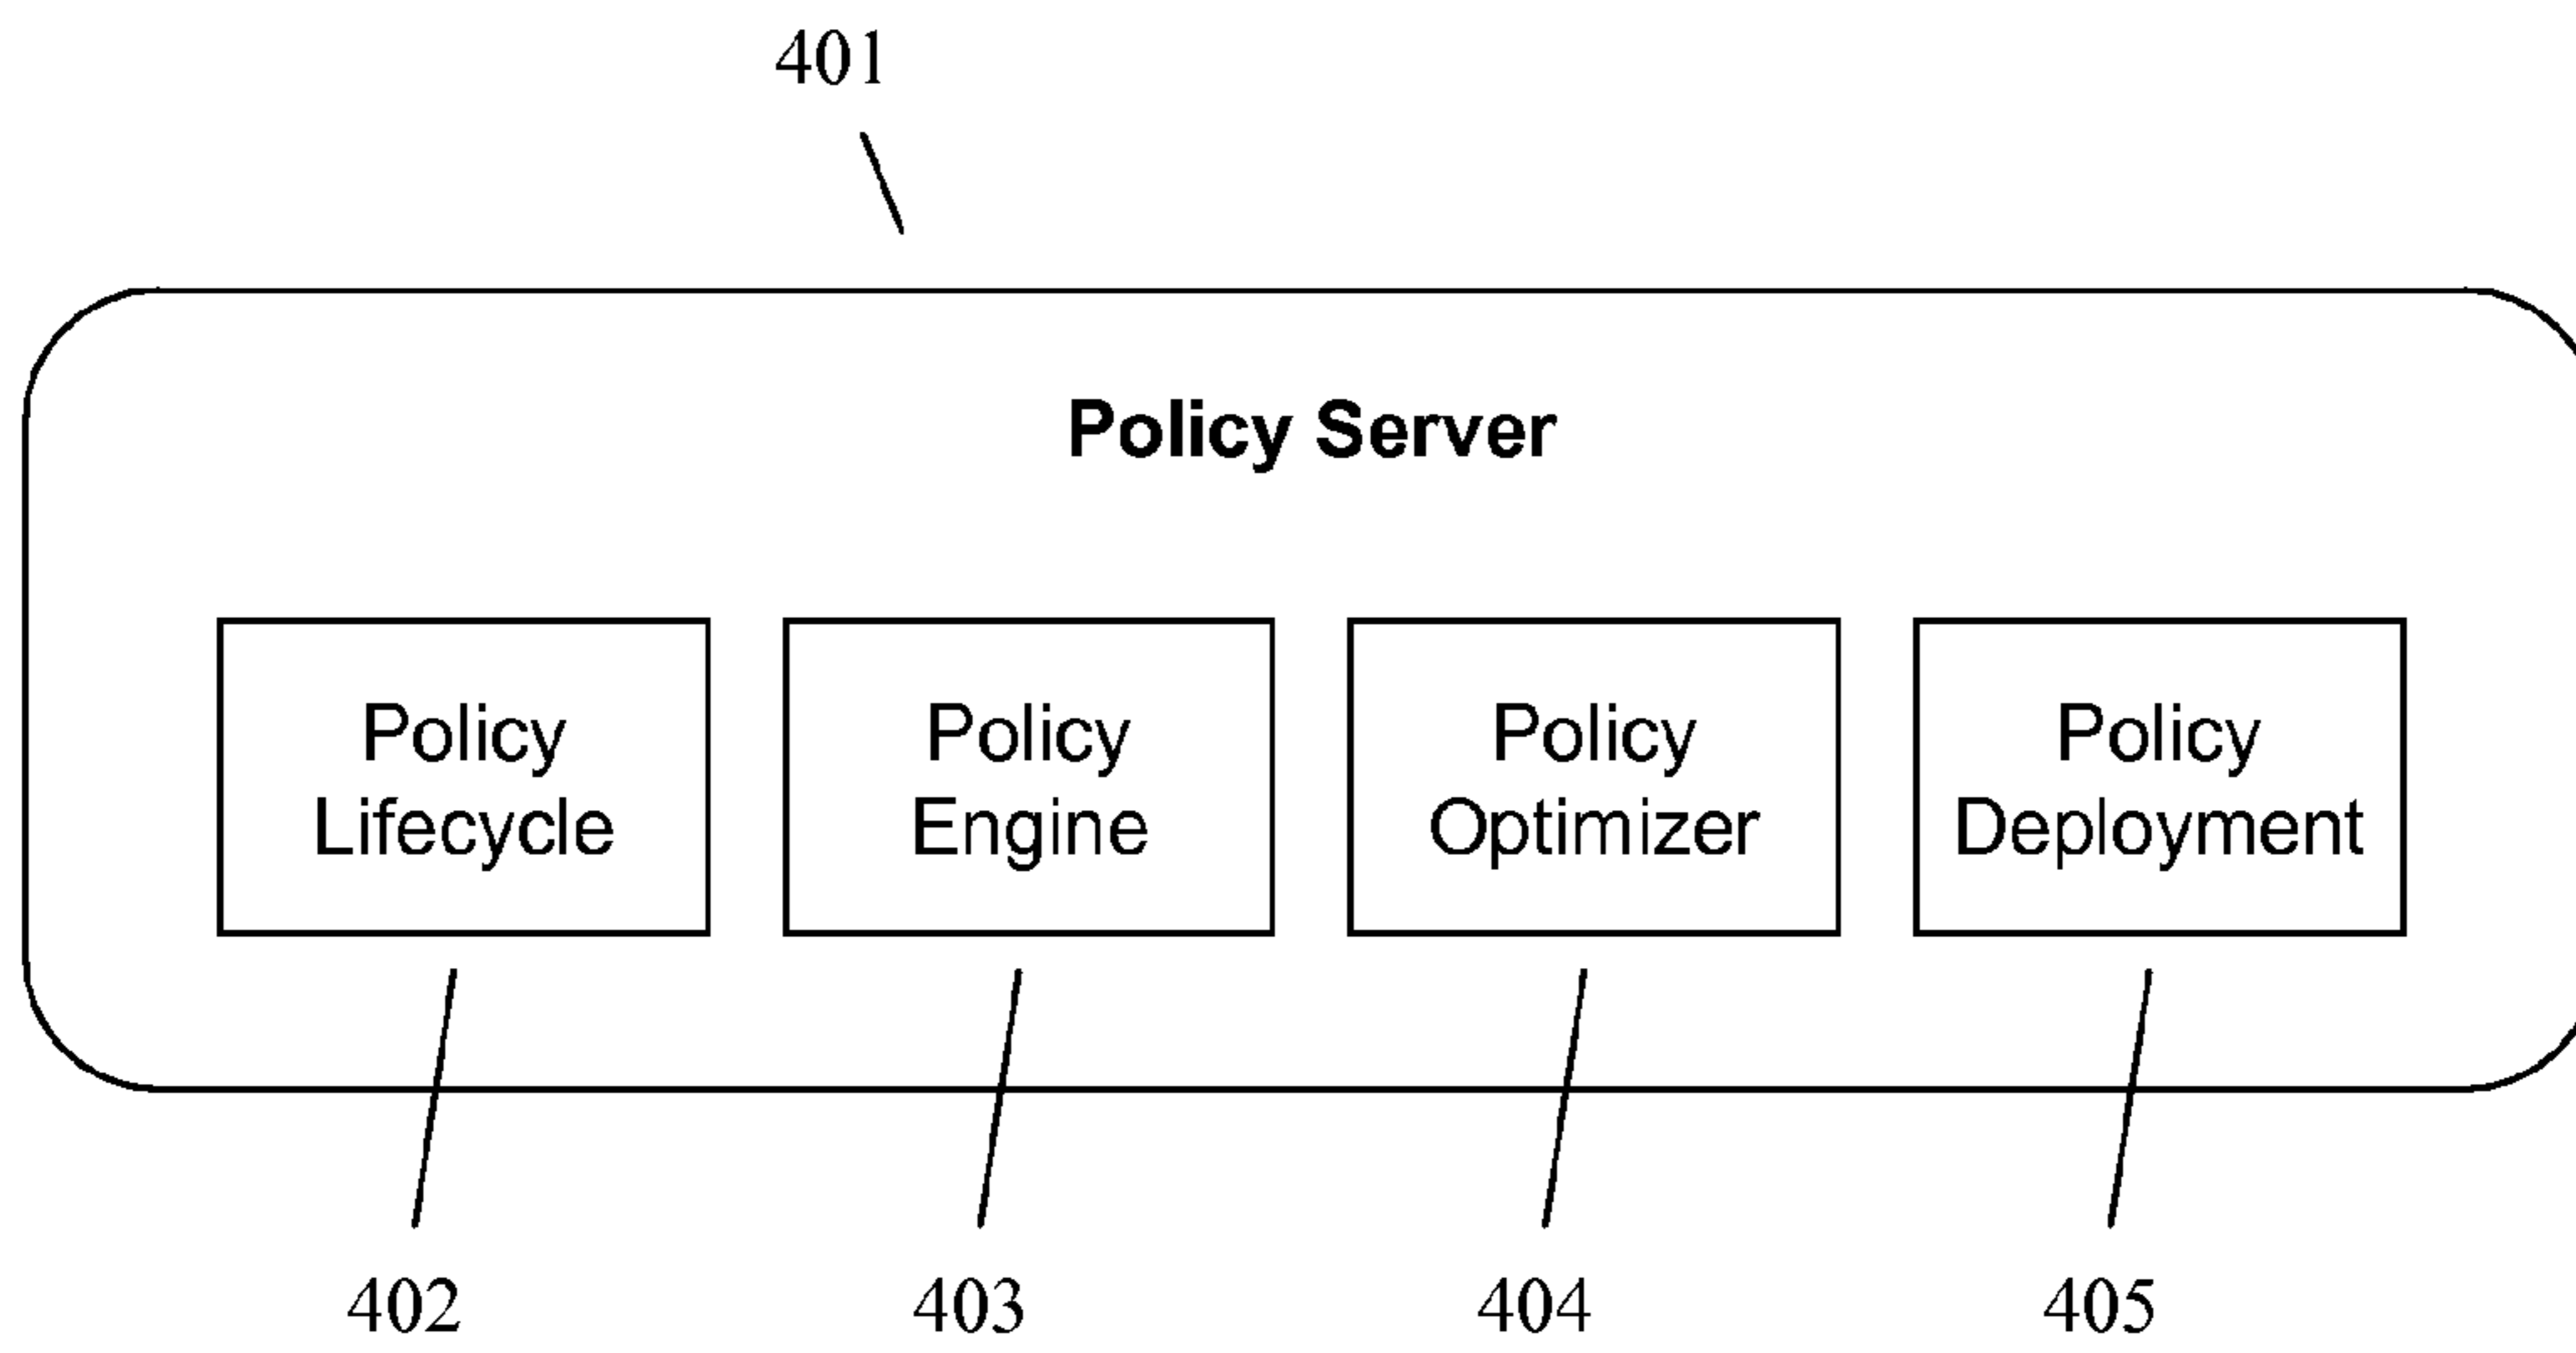 401
Policy Server
Policy
Lifecycle
Policy
Engine
Policy
Optimizer
Policy
Deployment
402
403
404
405